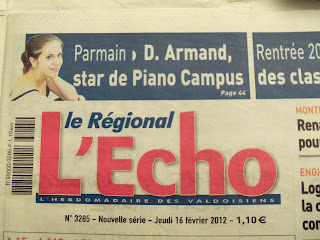 Parmain › D. Armand,
star de Piano Campus
Page 44
Rentrée 20
des clas
le Régional
L'Echo
L'HEBDOMADAIRE DES VALDOISIENS
N° 3285 - Nouvelle série - Jeudi 16 février 2012 - 1,10 €
MONT
Rena
pour
ENGH
Log
la c
com